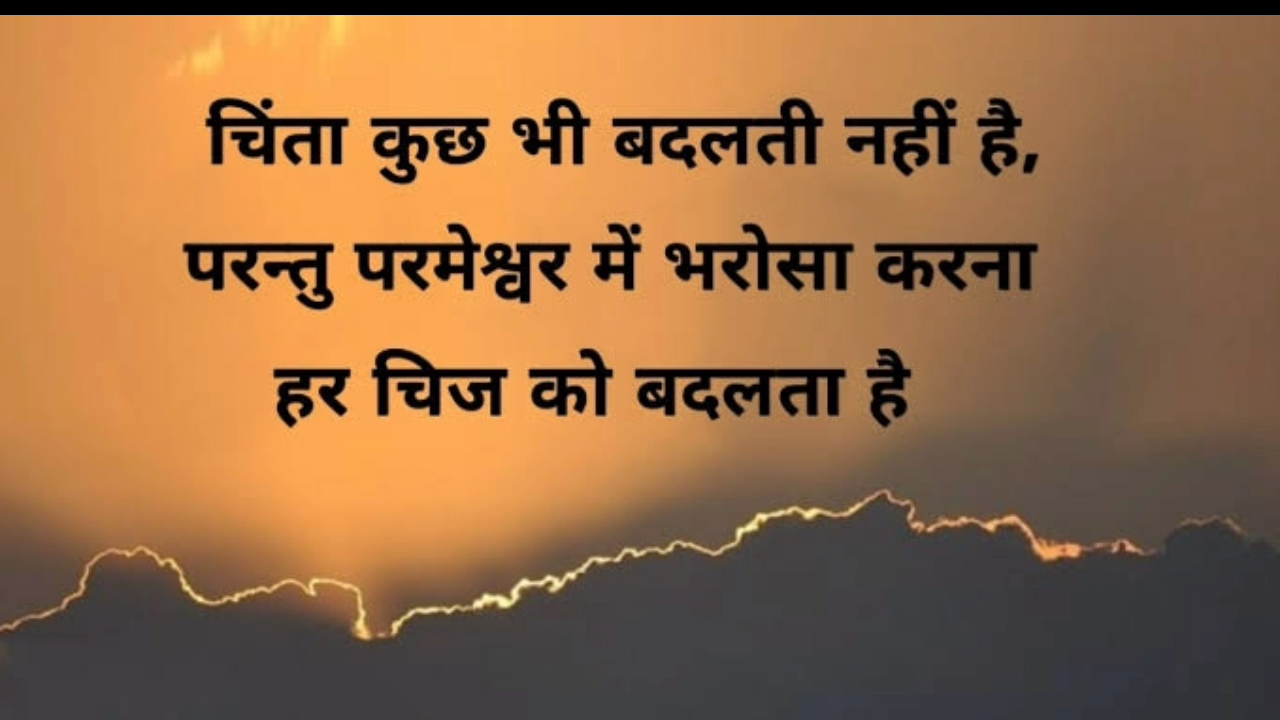 चिंता कुछ भी बदलती नहीं है,
परन्तु परमेश्वर में भरोसा करना
हर चिज को बदलता है